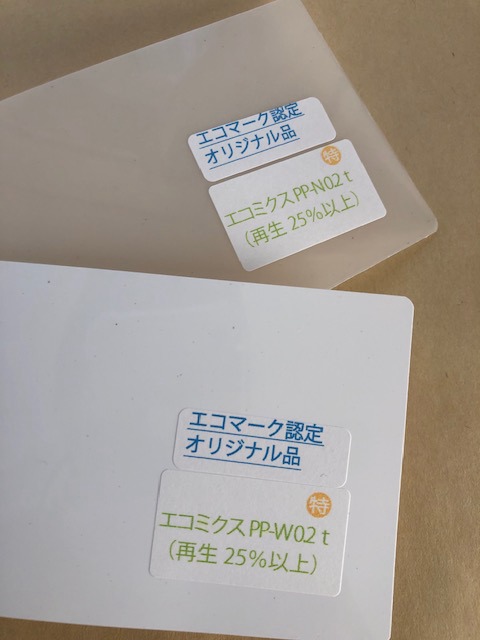 エコマーク認定
オリジナル品
特
エコミクス PP-N0.2 t
（再生 25%以上）
エコマーク認定
オリジナル品
特
エコミクス PP-W0.2 t
（再生 25%以上）